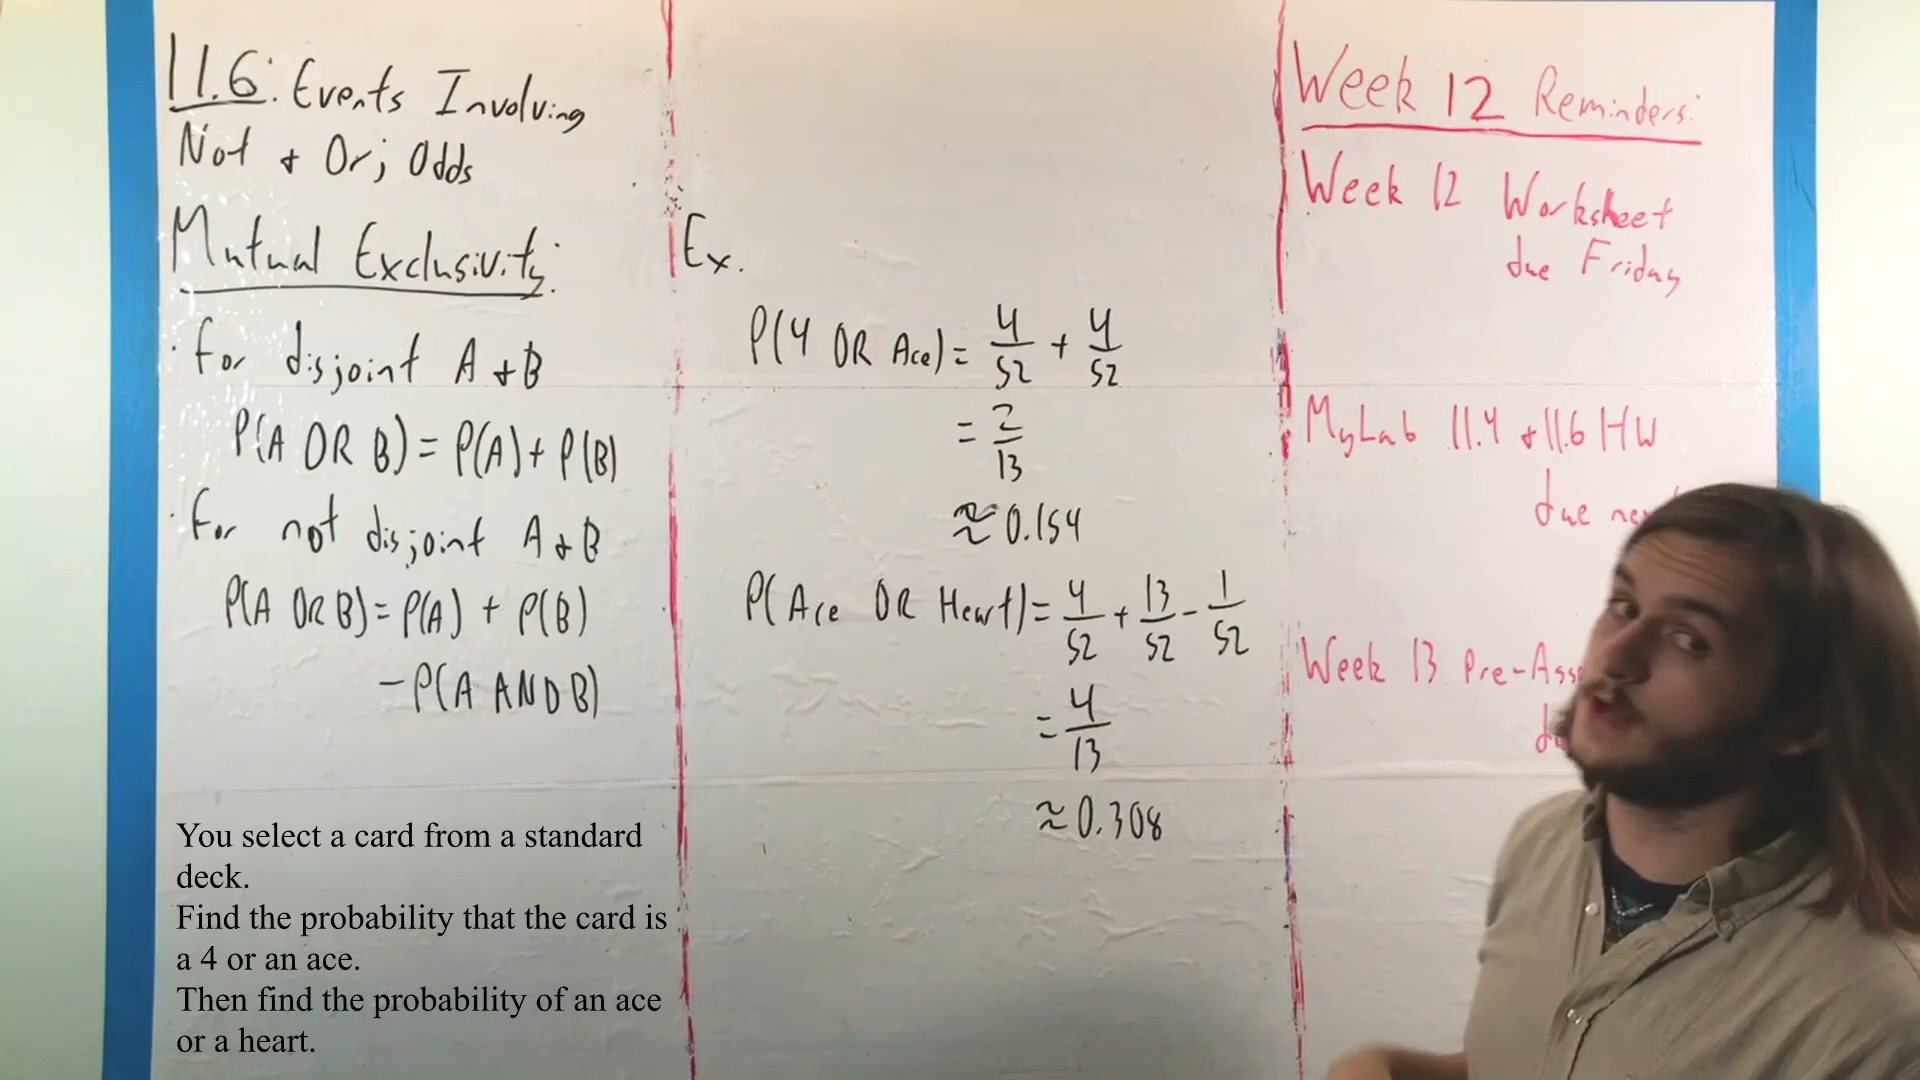 11.6: Events Involving
Not + Or; Odds
Mutual Exclusivity:
· For disjoint A + B
P(A OR B) = P(A) + P(B)
· For not disjoint A + B
P(A OR B) = P(A) + P(B)
- P(A AND B)
You select a card from a standard
deck.
Find the probability that the card is
a 4 or an ace.
Then find the probability of an ace
or a heart.
Ex.
P(4 OR Ace) = 4/52 + 4/52
= 2/13
≈ 0.154
P(Ace OR Heart) = 4/52 + 13/52 - 1/52
= 4/13
≈ 0.308
Week 12 Reminders:
Week 12 Worksheet
due Friday
MyLab 11.4 + 11.6 HW
due
Week 13